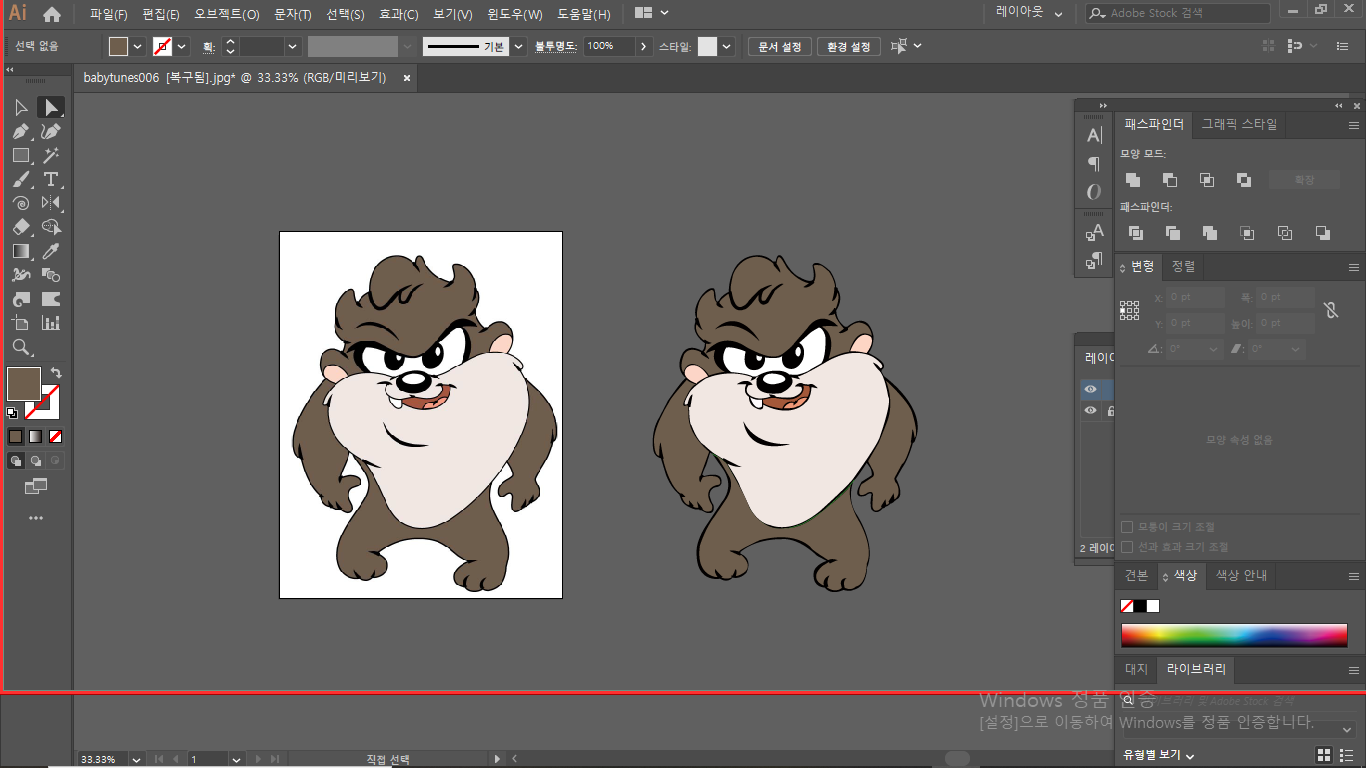 Ai 파일(F) 편집(E) 오브젝트(O) 문자(T) 선택(S) 효과(C) 보기(V) 윈도우(W) 도움말(H) 레이아웃 Adobe Stock 검색
선택 없음 획: 기본 불투명도: 100% 스타일: 문서 설정 환경 설정
babytunes006 [복구됨].jpg* @ 33.33% (RGB/미리보기)
패스파인더 그래픽 스타일
모양 모드:
확장
패스파인더:
변형 정렬
X: 0 pt 폭: 0 pt
Y: 0 pt 높이: 0 pt
0° 0°
레이아
모양 속성 없음
모퉁이 크기 조절
선과 효과 크기 조절
2 레이아
견본 색상 색상 안내
대지 라이브러리
Windows 정품 인증
[설정]으로 이동하여 Windows를 정품 인증합니다.
유형별 보기
33.33% 1 직접 선택